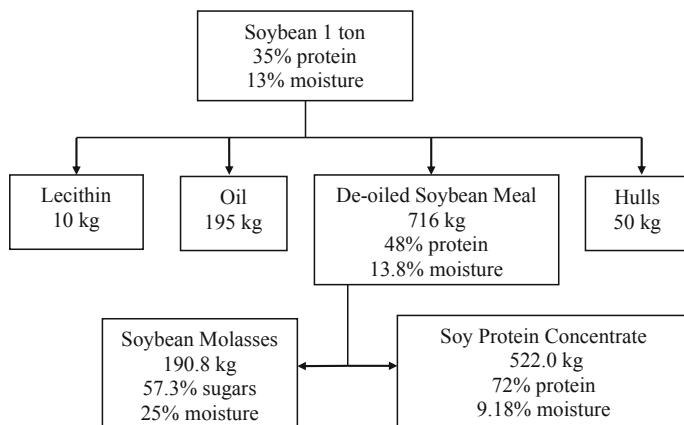 Soybean 1 ton
35% protein
13% moisture
Lecithin
10 kg
Oil
195 kg
De-oiled Soybean Meal
716 kg
48% protein
13.8% moisture
Hulls
50 kg
Soybean Molasses
190.8 kg
57.3% sugars
25% moisture
Soy Protein Concentrate
522.0 kg
72% protein
9.18% moisture